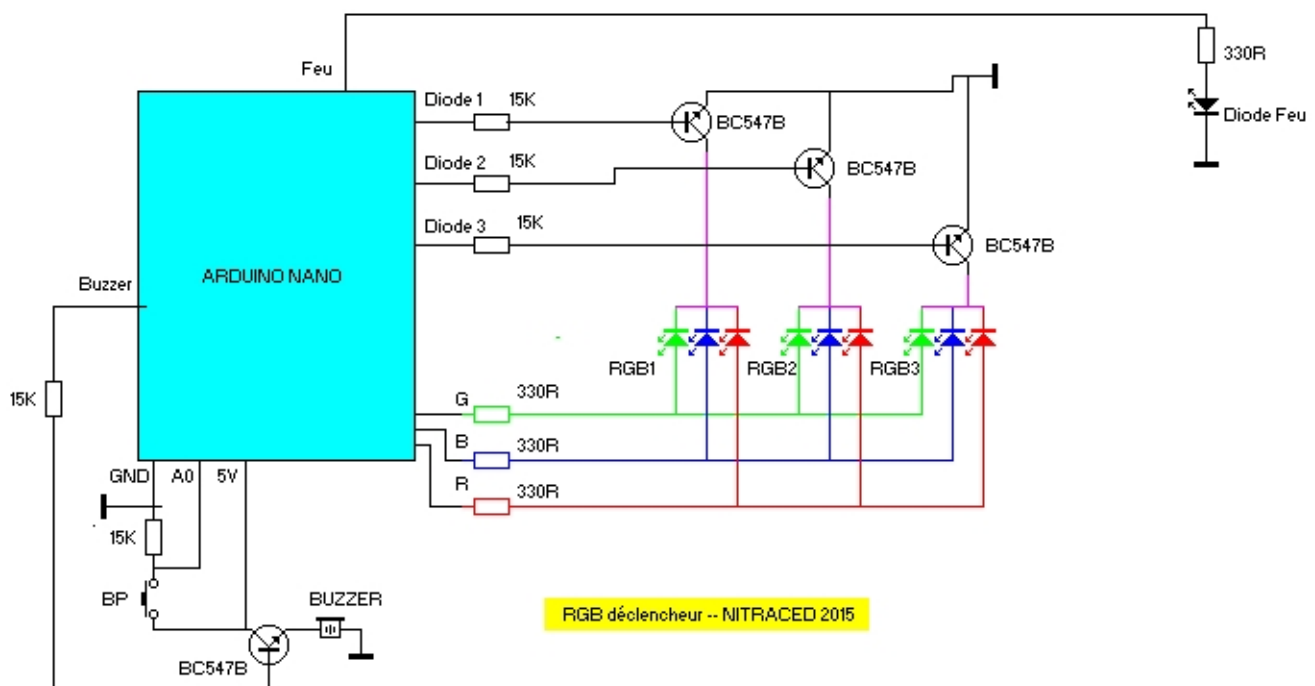 Feu
330R
Diode Feu
Diode 1
15K
BC547B
Diode 2
15K
BC547B
Diode 3
15K
BC547B
Buzzer
ARDUINO NANO
RGB1
RGB2
RGB3
15K
G
330R
B
330R
R
330R
GND
A0
5V
15K
BP
BUZZER
BC547B
RGB déclencheur -- NITRACED 2015